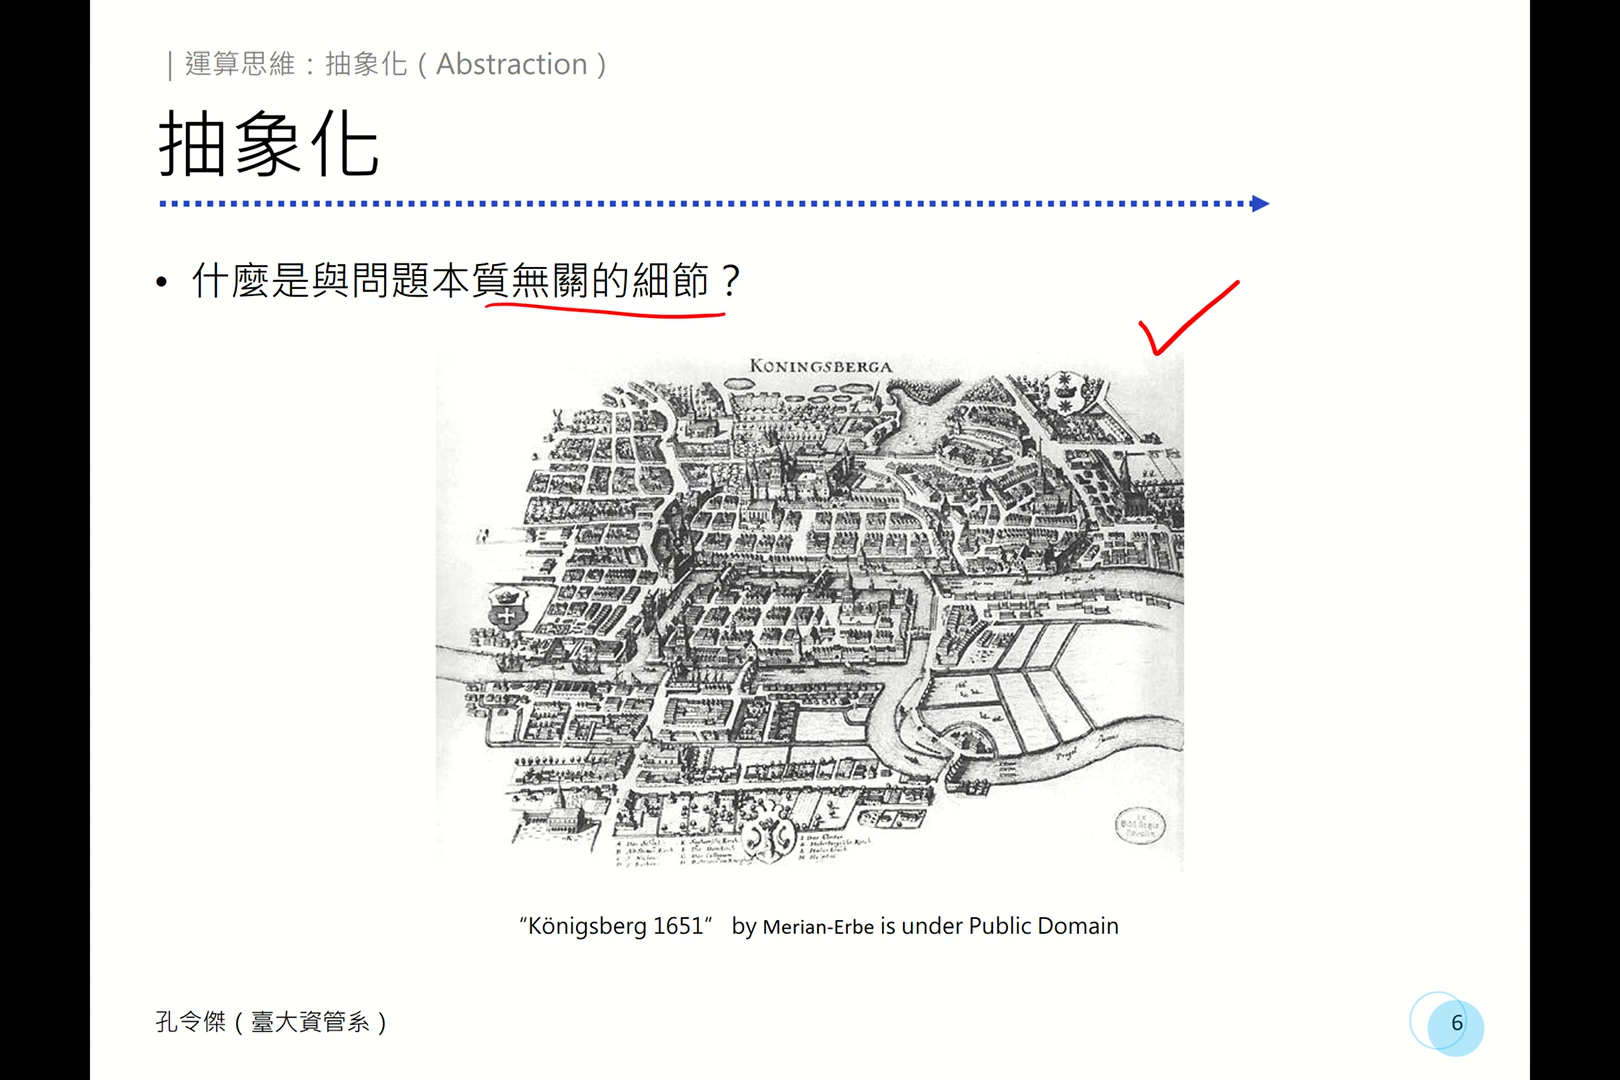 ｜運算思維：抽象化（Abstraction）
抽象化
• 什麼是與問題本質無關的細節？
KONINGSBERGA
“Königsberg 1651” by Merian-Erbe is under Public Domain
孔令傑（臺大資管系）
6